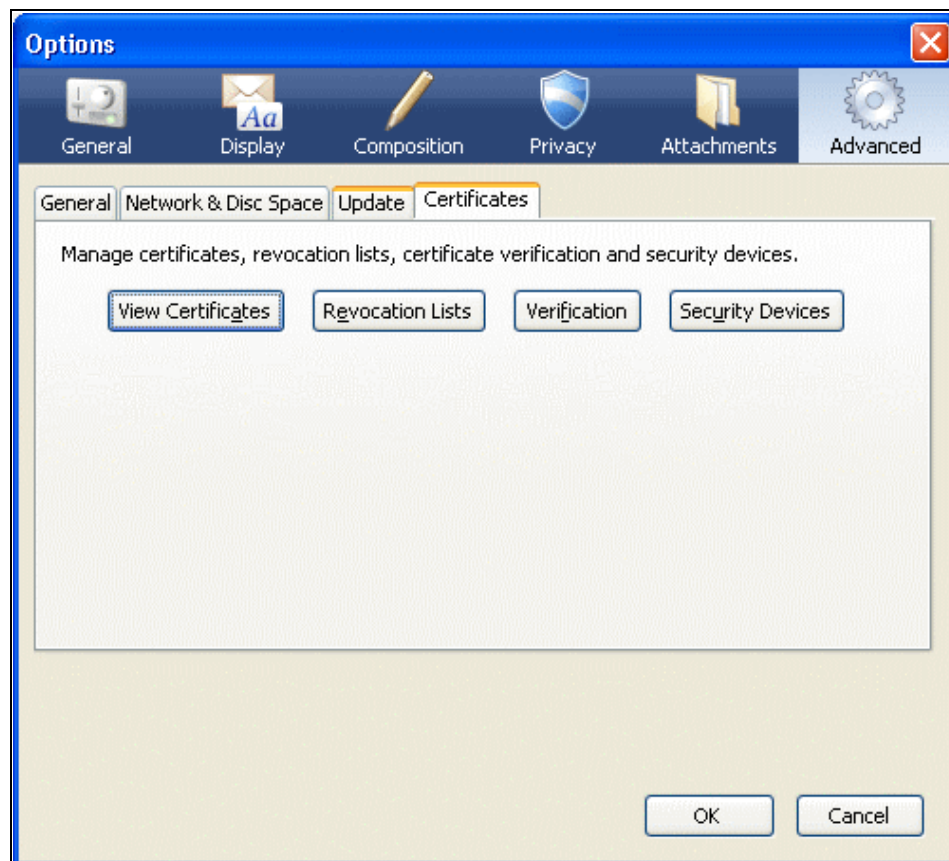 Options
Aa
General Display Composition Privacy Attachments Advanced
General Network & Disc Space Update Certificates
Manage certificates, revocation lists, certificate verification and security devices.
View Certificates Revocation Lists Verification Security Devices
OK Cancel